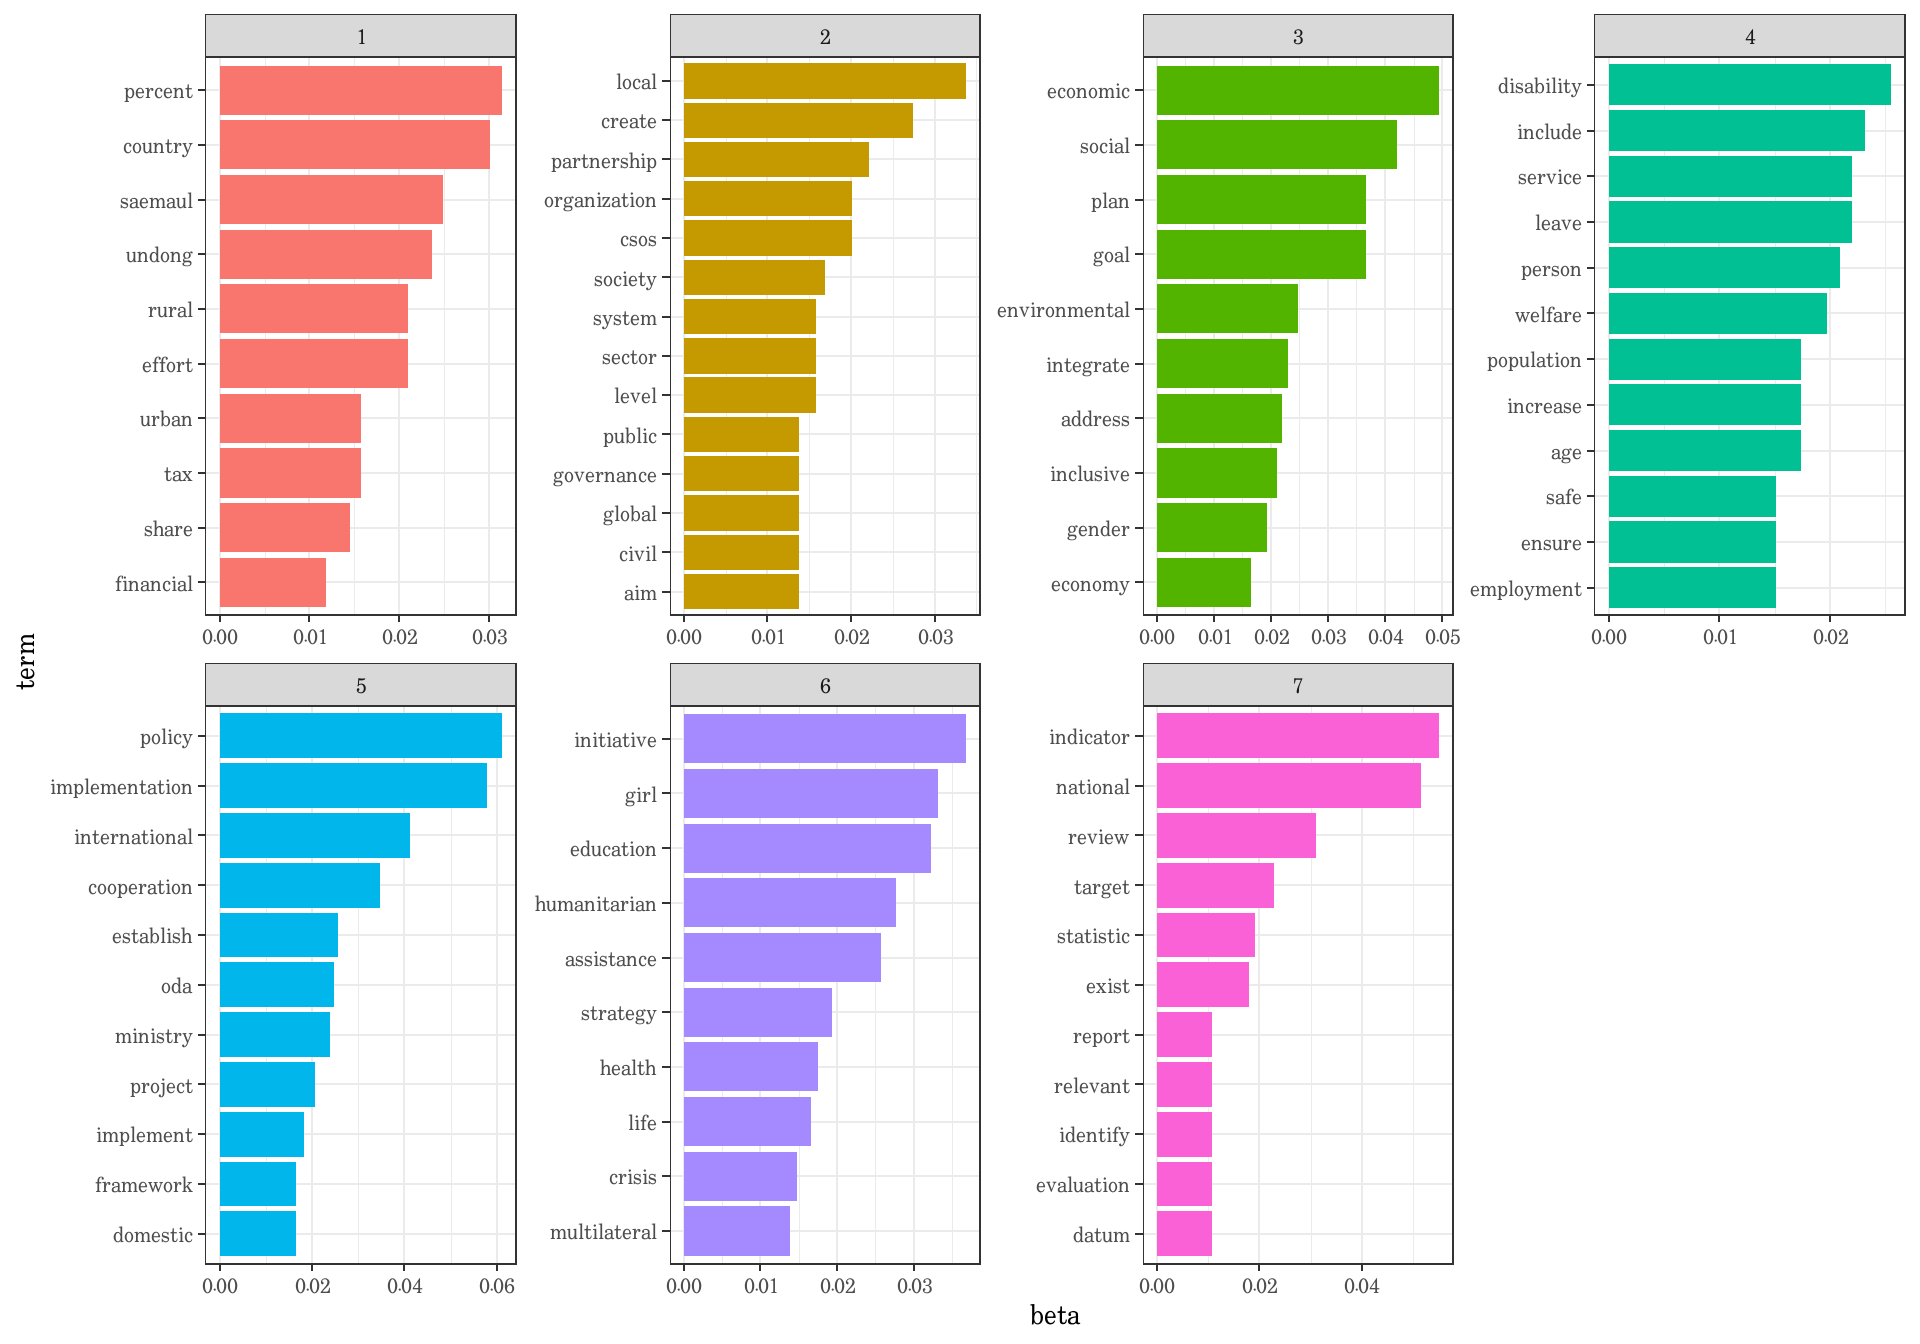 1
percent
country
saemaul
undong
rural
effort
urban
tax
share
financial
0.00 0.01 0.02 0.03
2
local
create
partnership
organization
csos
society
system
sector
level
public
governance
global
civil
aim
0.00 0.01 0.02 0.03
3
economic
social
plan
goal
environmental
integrate
address
inclusive
gender
economy
0.00 0.01 0.02 0.03 0.04 0.05
4
disability
include
service
leave
person
welfare
population
increase
age
safe
ensure
employment
0.00 0.01 0.02
term
5
policy
implementation
international
cooperation
establish
oda
ministry
project
implement
framework
domestic
0.00 0.02 0.04 0.06
6
initiative
girl
education
humanitarian
assistance
strategy
health
life
crisis
multilateral
0.00 0.01 0.02 0.03
7
indicator
national
review
target
statistic
exist
report
relevant
identify
evaluation
datum
0.00 0.02 0.04
beta